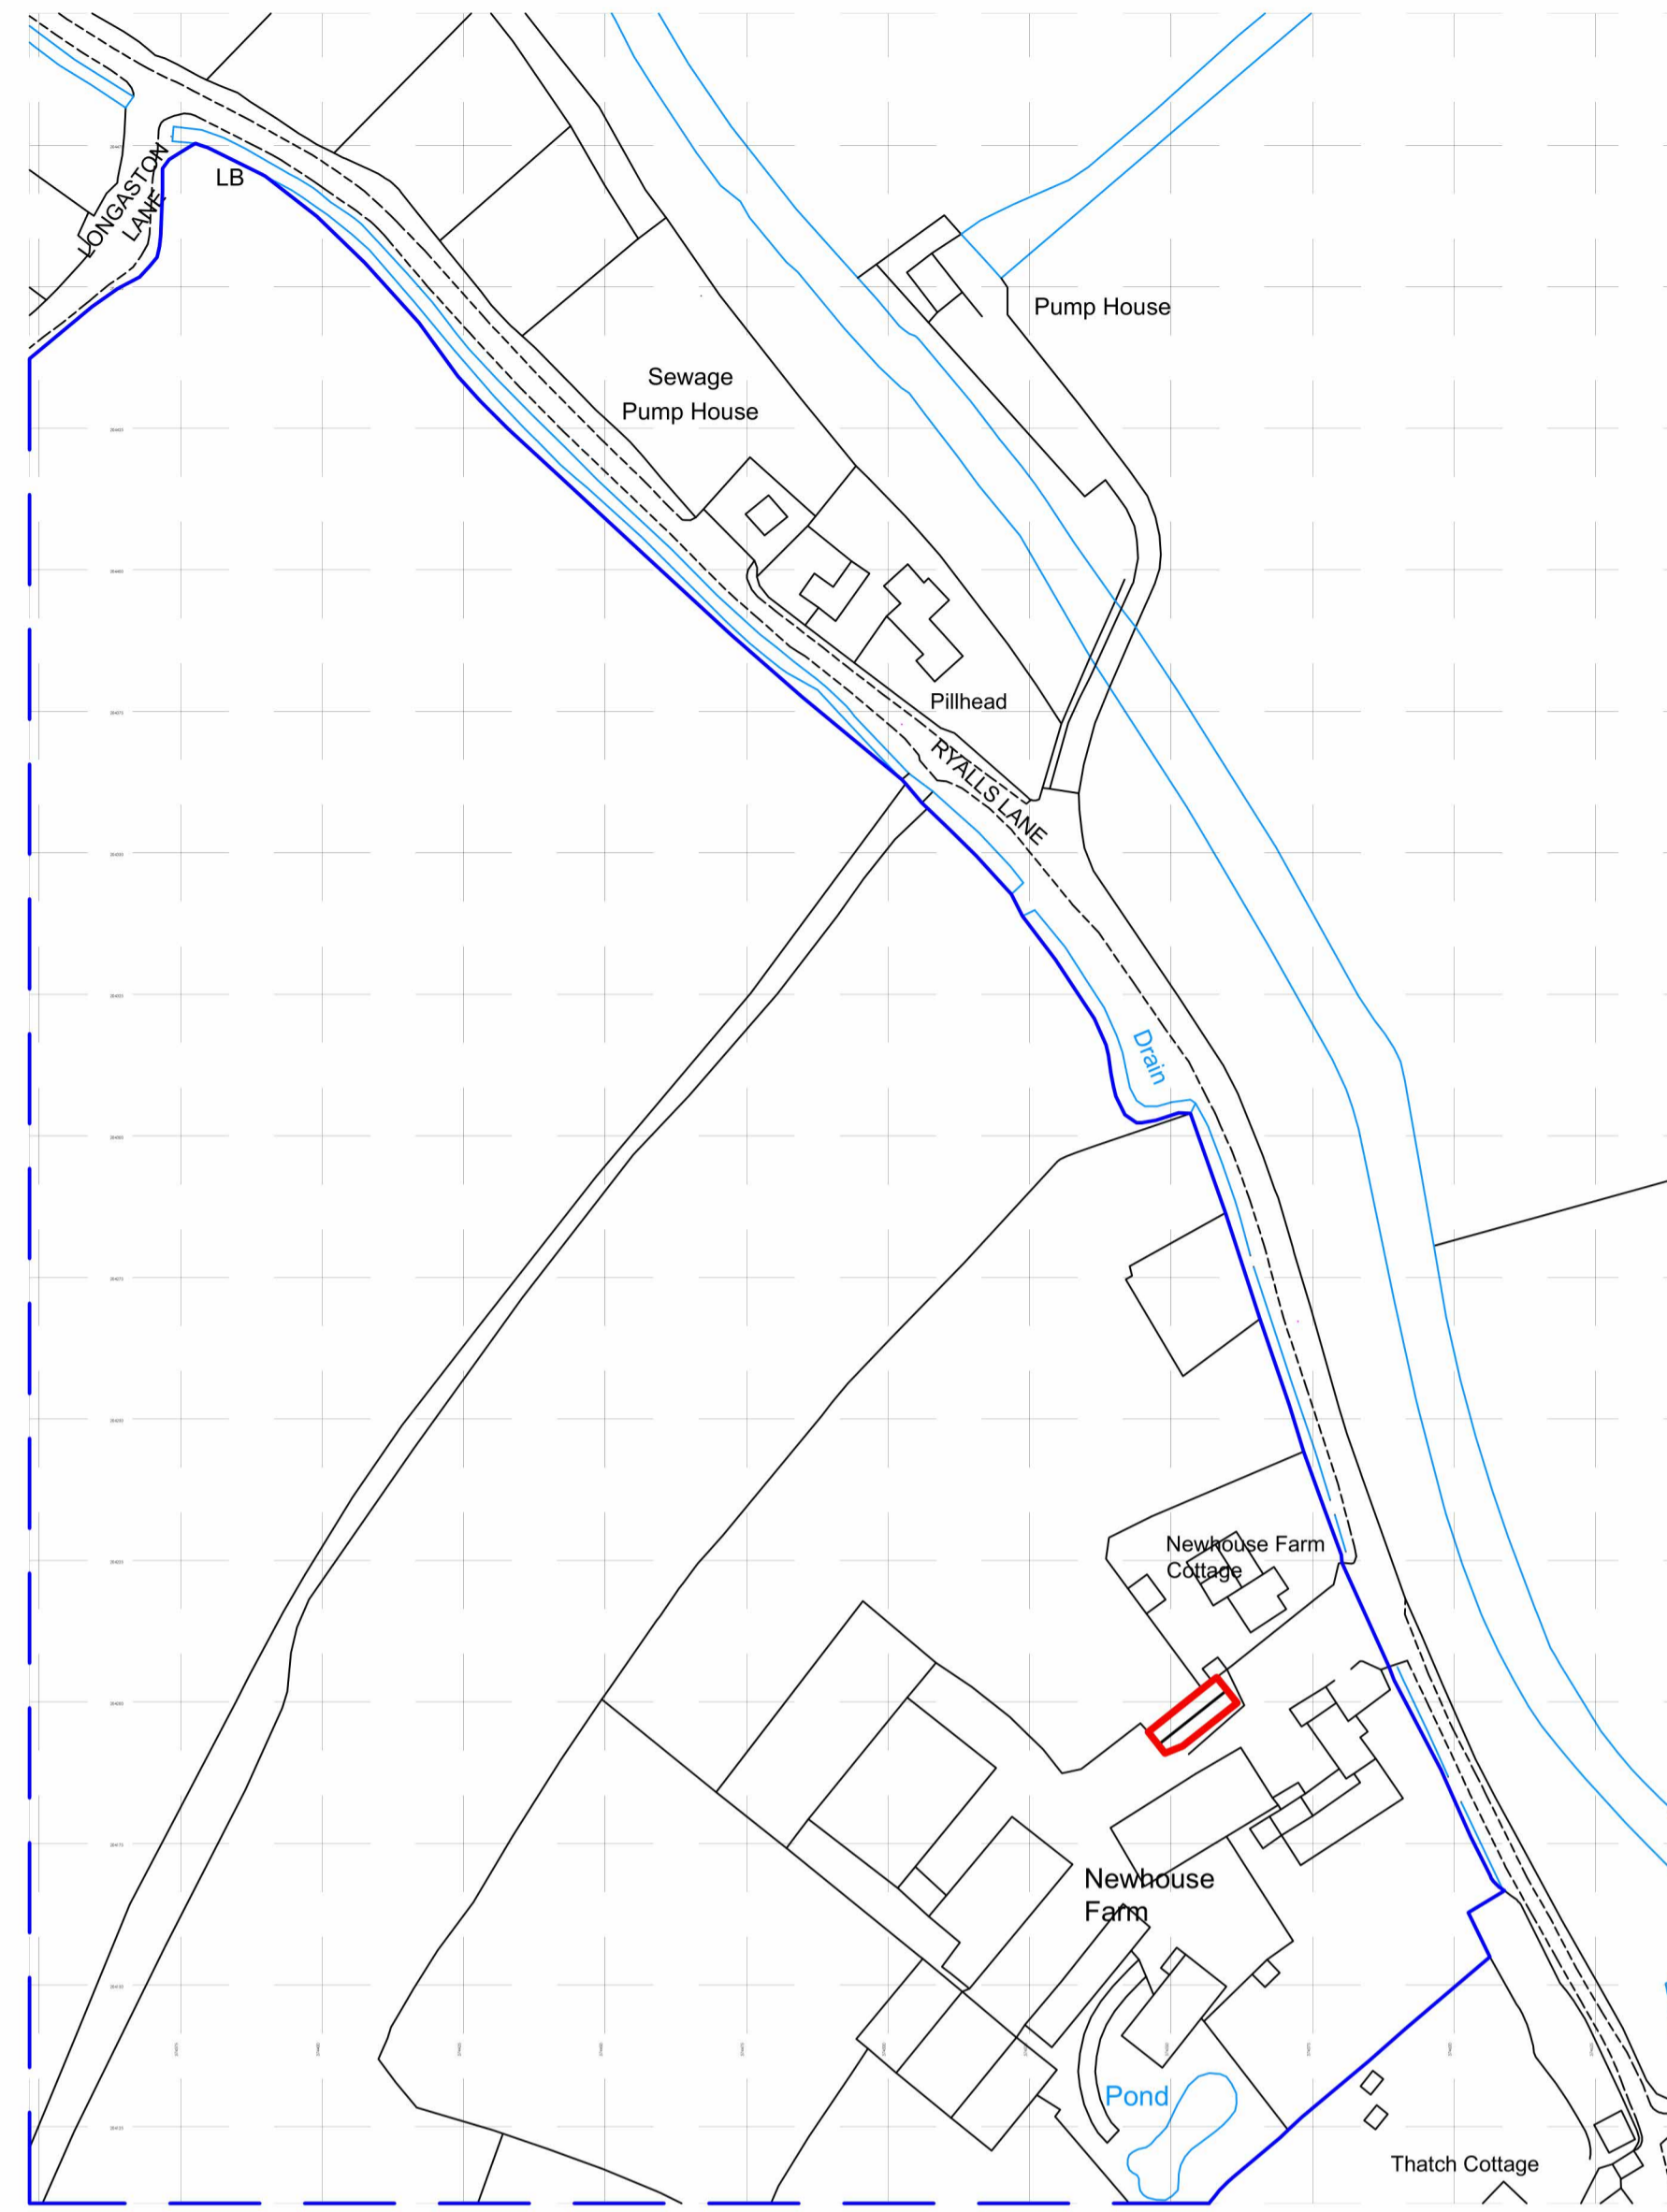 LB
LONGASTON
LANE
Pump House
Sewage
Pump House
Pillhead
RYALLS LANE
Drain
Newhouse Farm
Cottage
Newhouse
Farm
Pond
Thatch Cottage